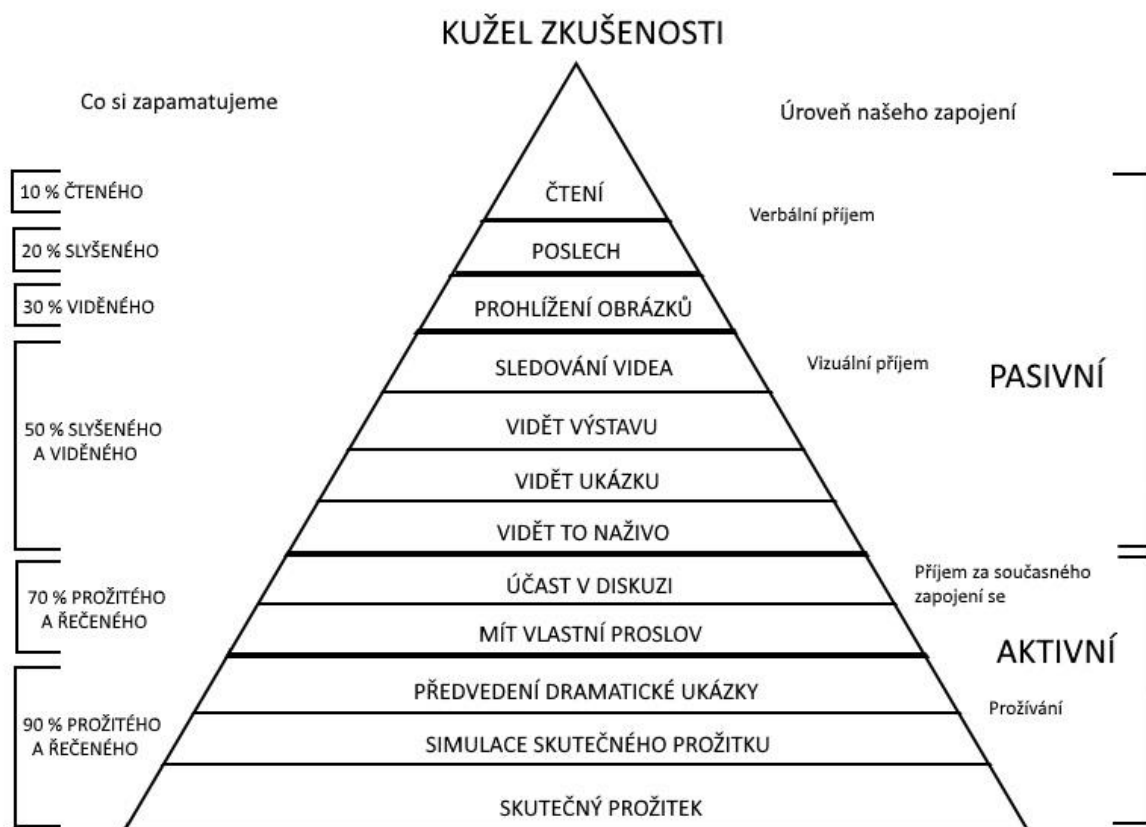 KUŽEL ZKUŠENOSTI
Co si zapamatujeme
Úroveň našeho zapojení
10 % ČTENÉHO
ČTENÍ
Verbální příjem
20 % SLYŠENÉHO
POSLECH
30 % VIDĚNÉHO
PROHLÍŽENÍ OBRÁZKŮ
SLEDOVÁNÍ VIDEA
Vizuální příjem
PASIVNÍ
50 % SLYŠENÉHO
A VIDĚNÉHO
VIDĚT VÝSTAVU
VIDĚT UKÁZKU
VIDĚT TO NAŽIVO
70 % PROŽITÉHO
A ŘEČENÉHO
ÚČAST V DISKUZI
Příjem za současného
zapojení se
MÍT VLASTNÍ PROSLOV
AKTIVNÍ
90 % PROŽITÉHO
A ŘEČENÉHO
PŘEDVEDENÍ DRAMATICKÉ UKÁZKY
Prožívání
SIMULACE SKUTEČNÉHO PROŽITKU
SKUTEČNÝ PROŽITEK